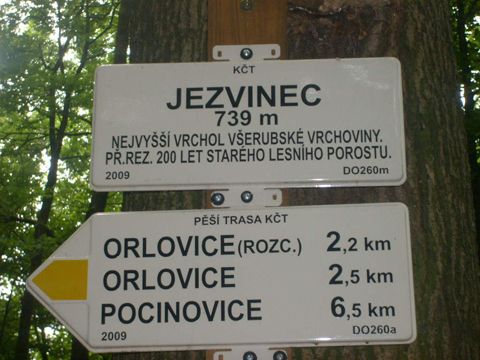 KČT
JEZVINEC
739 m
NEJVYŠŠÍ VRCHOL VŠERUBSKÉ VRCHOVINY.
PŘ.REZ. 200 LET STARÉHO LESNÍHO POROSTU.
2009 DO260m
PĚŠÍ TRASA KČT
ORLOVICE (ROZC.) 2,2 km
ORLOVICE 2,5 km
POCINOVICE 6,5 km
2009 DO260a